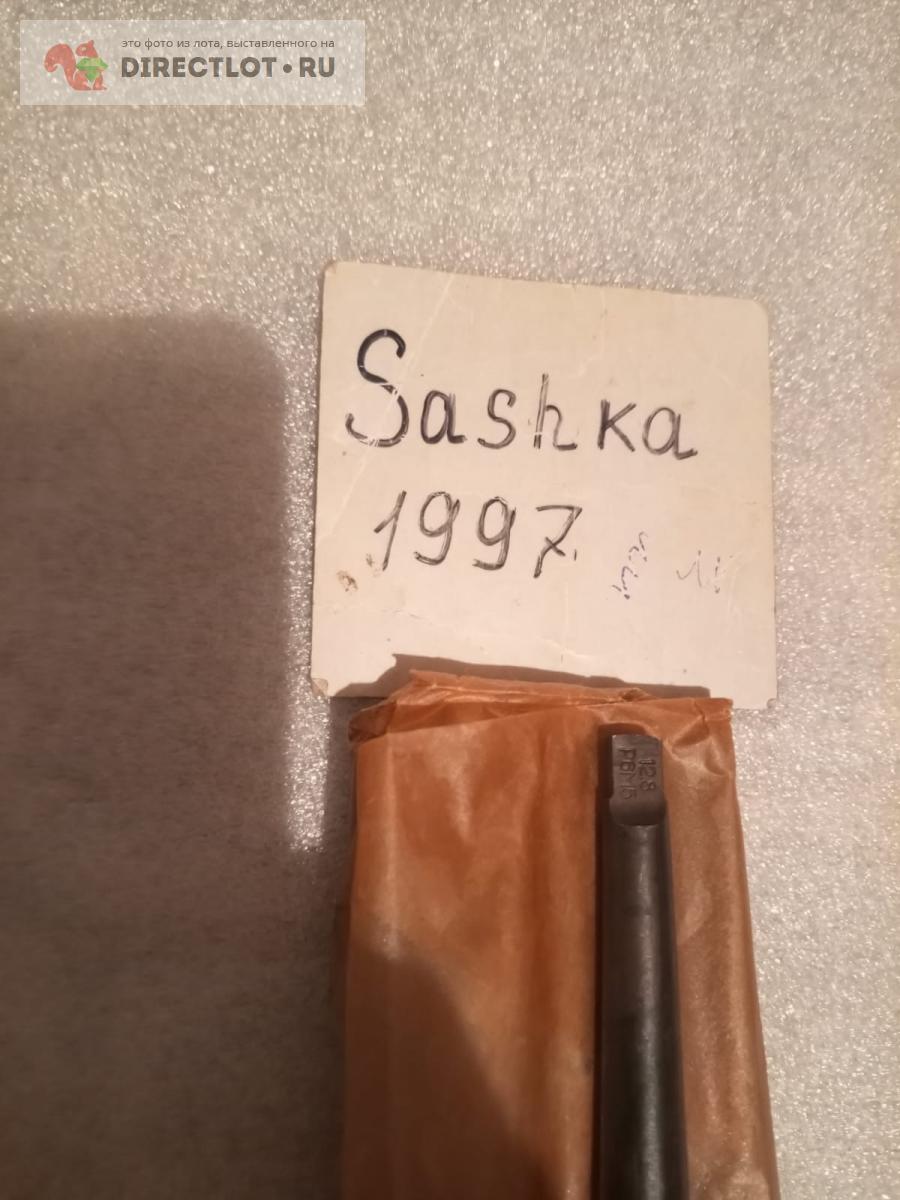 это фото из лота, выставленного на
DIRECTLOT•RU
Sashka
1997.
12,8
Р6М5